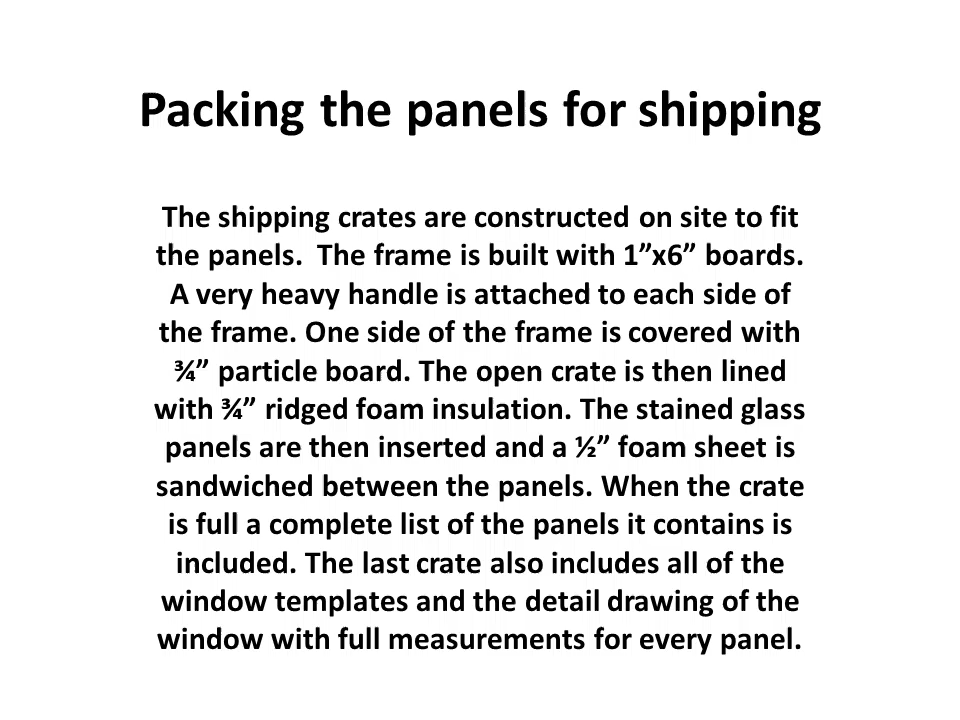 Packing the panels for shipping
The shipping crates are constructed on site to fit
the panels.  The frame is built with 1”x6” boards.
A very heavy handle is attached to each side of
the frame. One side of the frame is covered with
¾” particle board. The open crate is then lined
with ¾” ridged foam insulation. The stained glass
panels are then inserted and a ½” foam sheet is
sandwiched between the panels. When the crate
is full a complete list of the panels it contains is
included. The last crate also includes all of the
window templates and the detail drawing of the
window with full measurements for every panel.